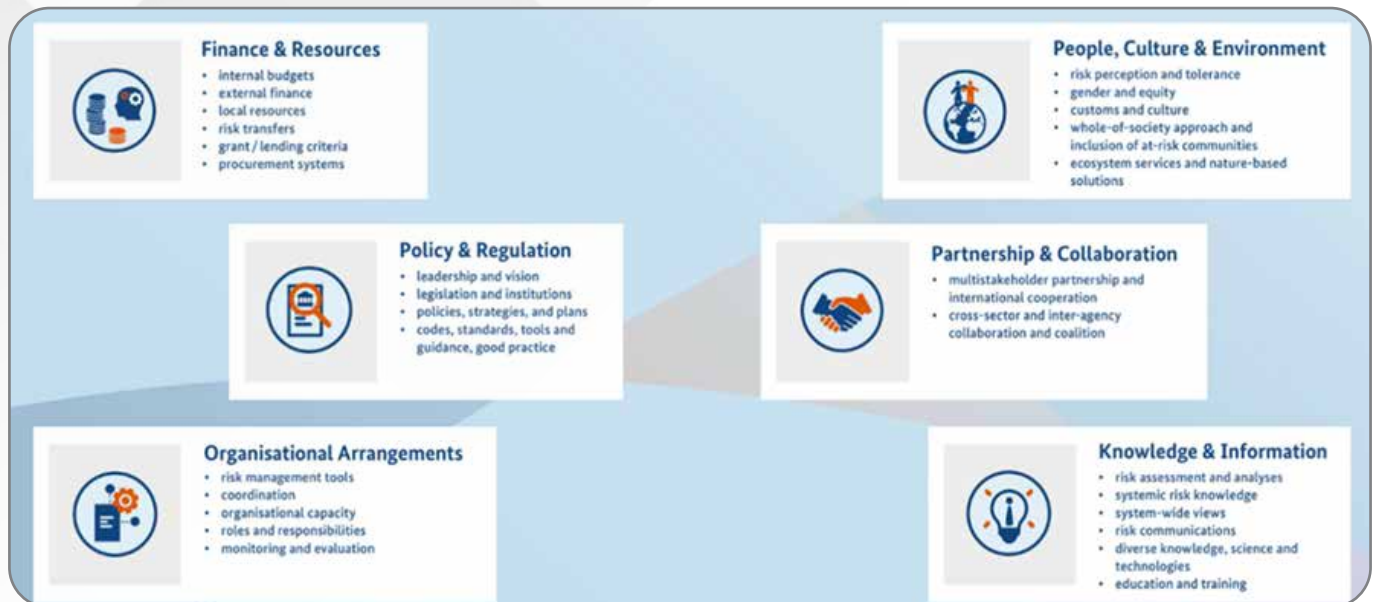 Finance & Resources
• internal budgets
• external finance
• local resources
• risk transfers
• grant / lending criteria
• procurement systems
People, Culture & Environment
• risk perception and tolerance
• gender and equity
• customs and culture
• whole-of-society approach and
inclusion of at-risk communities
• ecosystem services and nature-based
solutions
Policy & Regulation
• leadership and vision
• legislation and institutions
• policies, strategies, and plans
• codes, standards, tools and
guidance, good practice
Partnership & Collaboration
• multistakeholder partnership and
international cooperation
• cross-sector and inter-agency
collaboration and coalition
Organisational Arrangements
• risk management tools
• coordination
• organisational capacity
• roles and responsibilities
• monitoring and evaluation
Knowledge & Information
• risk assessment and analyses
• systemic risk knowledge
• system-wide views
• risk communications
• diverse knowledge, science and
technologies
• education and training